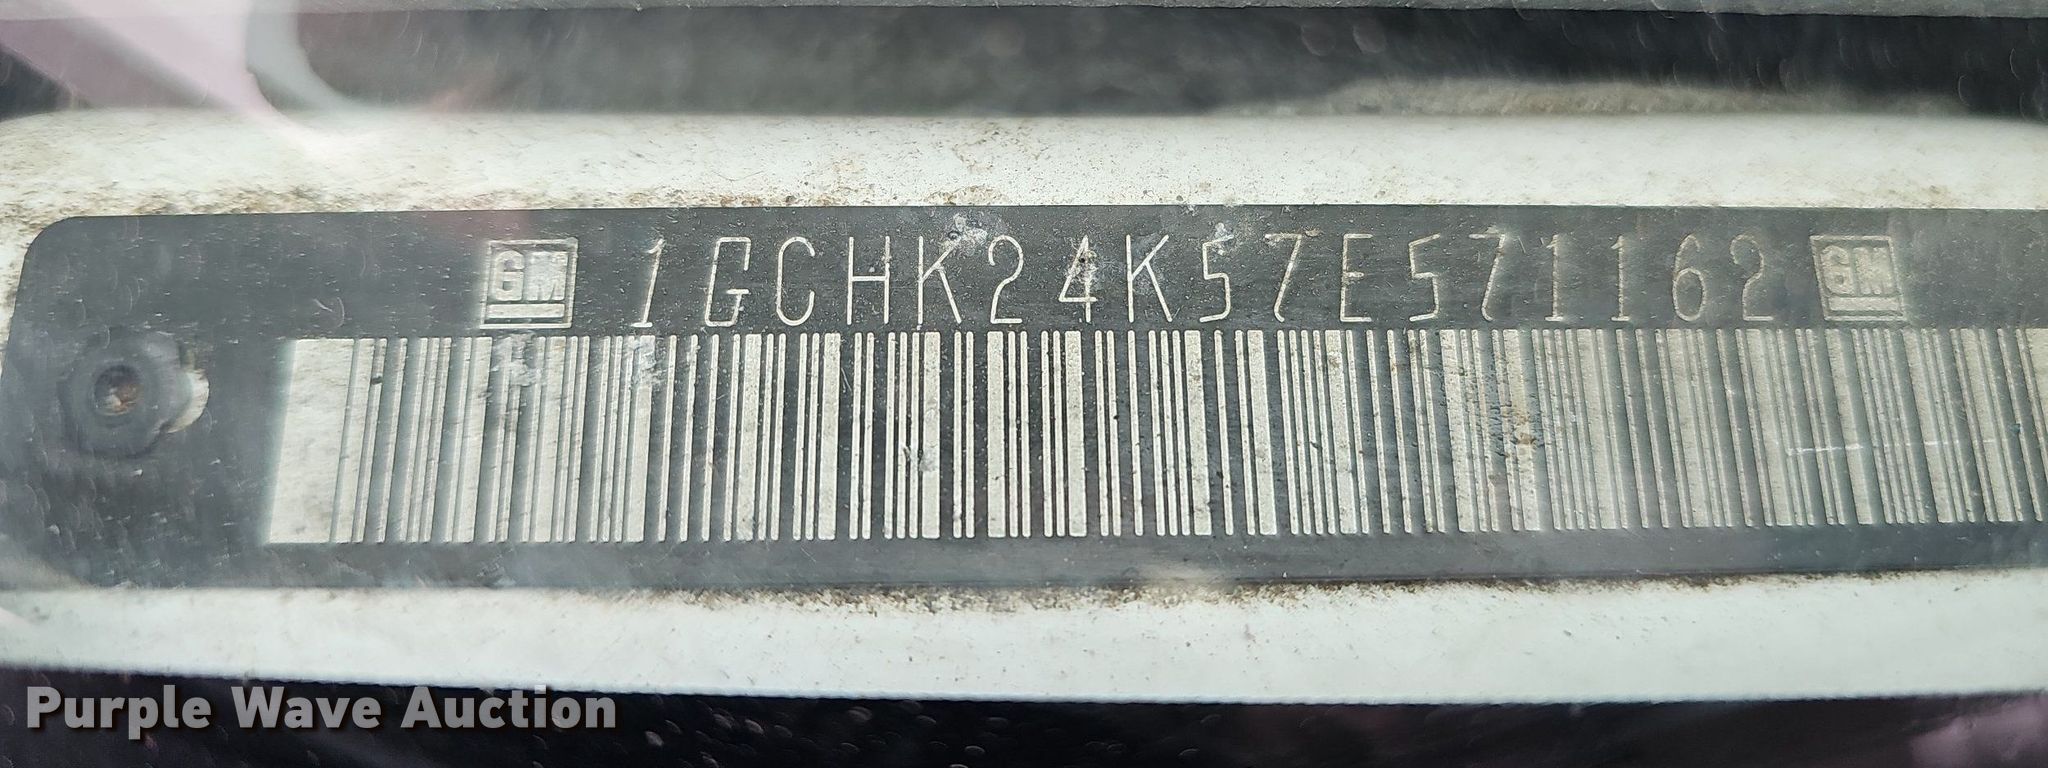 GM 1GCHK24K57E571162 GM
Purple Wave Auction